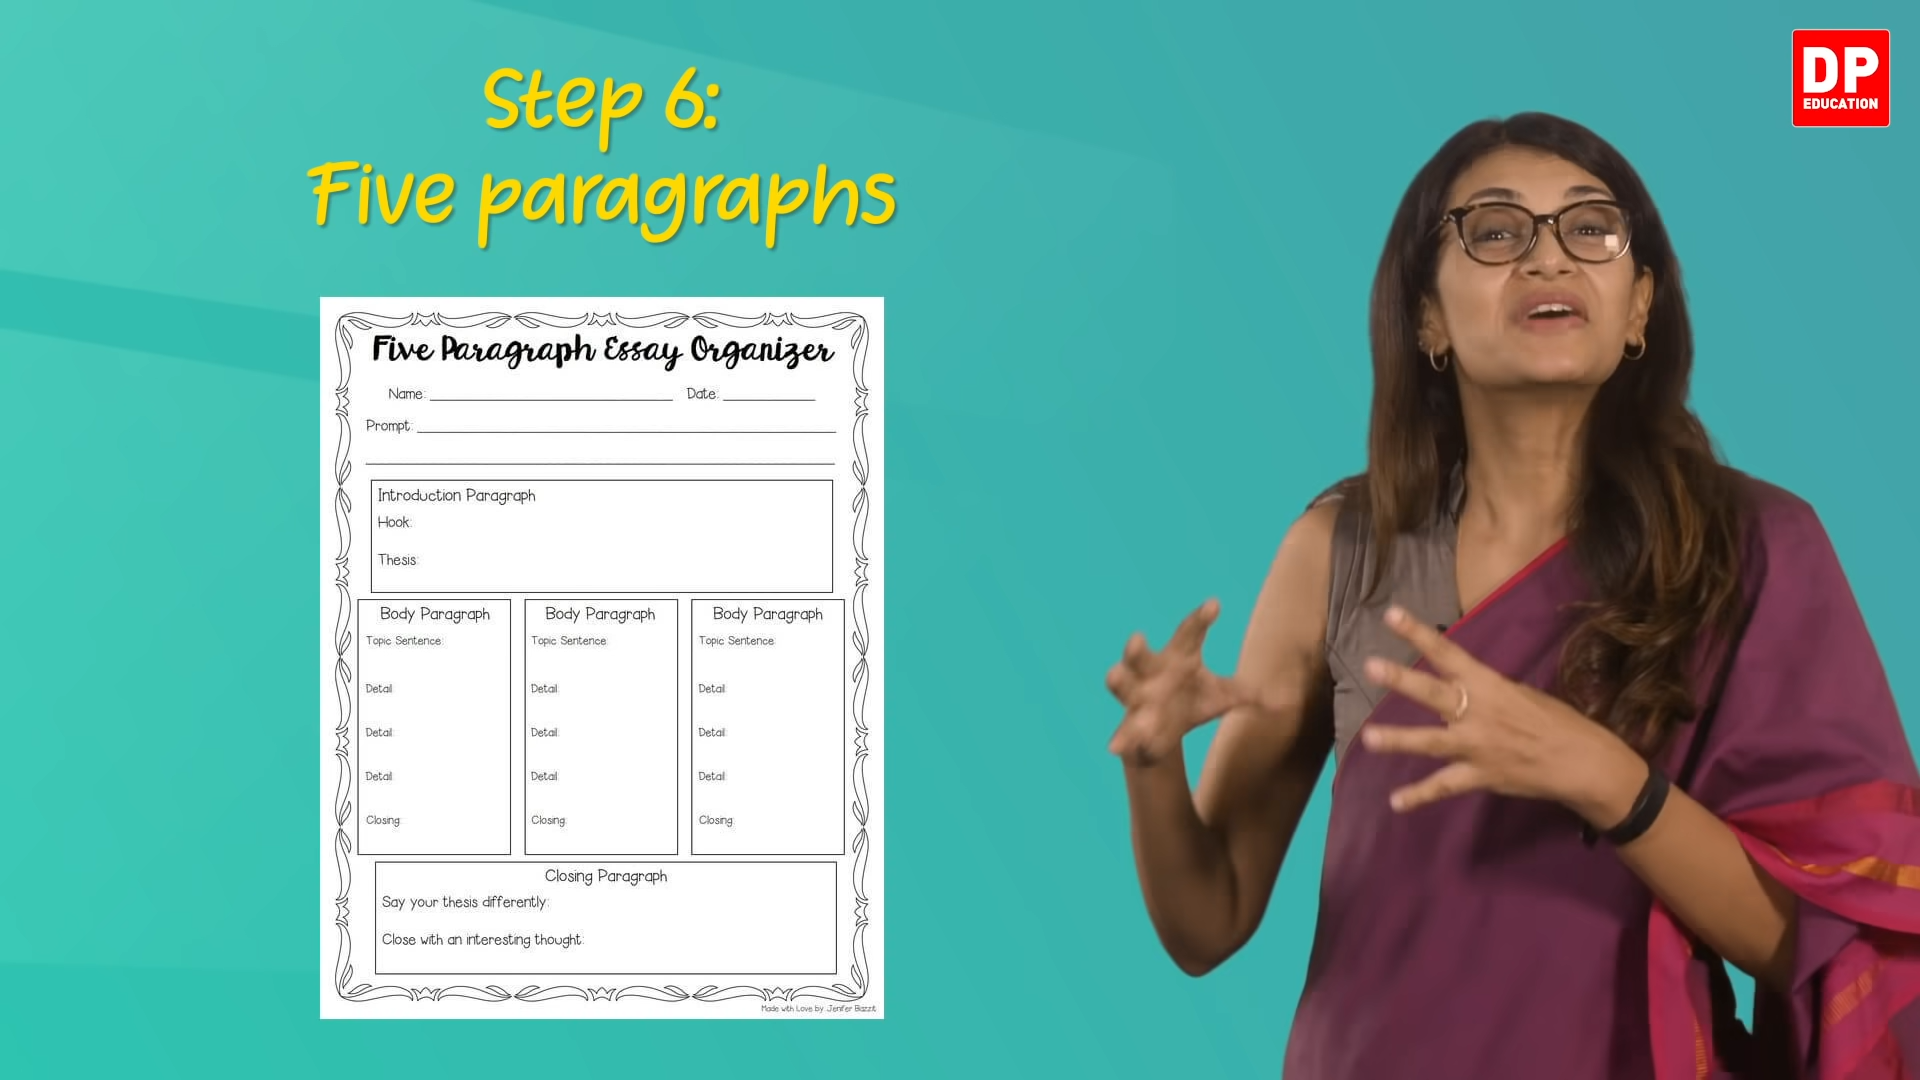 Step 6:
Five paragraphs
DP
EDUCATION
Five Paragraph Essay Organizer
Name: Date:
Prompt:
Introduction Paragraph
Hook:
Thesis:
Body Paragraph
Topic Sentence:
Detail:
Detail:
Detail:
Closing:
Body Paragraph
Topic Sentence:
Detail:
Detail:
Detail:
Closing:
Body Paragraph
Topic Sentence:
Detail:
Detail:
Detail:
Closing:
Closing Paragraph
Say your thesis differently:
Close with an interesting thought:
Made with Love by Jenifer Bazzit